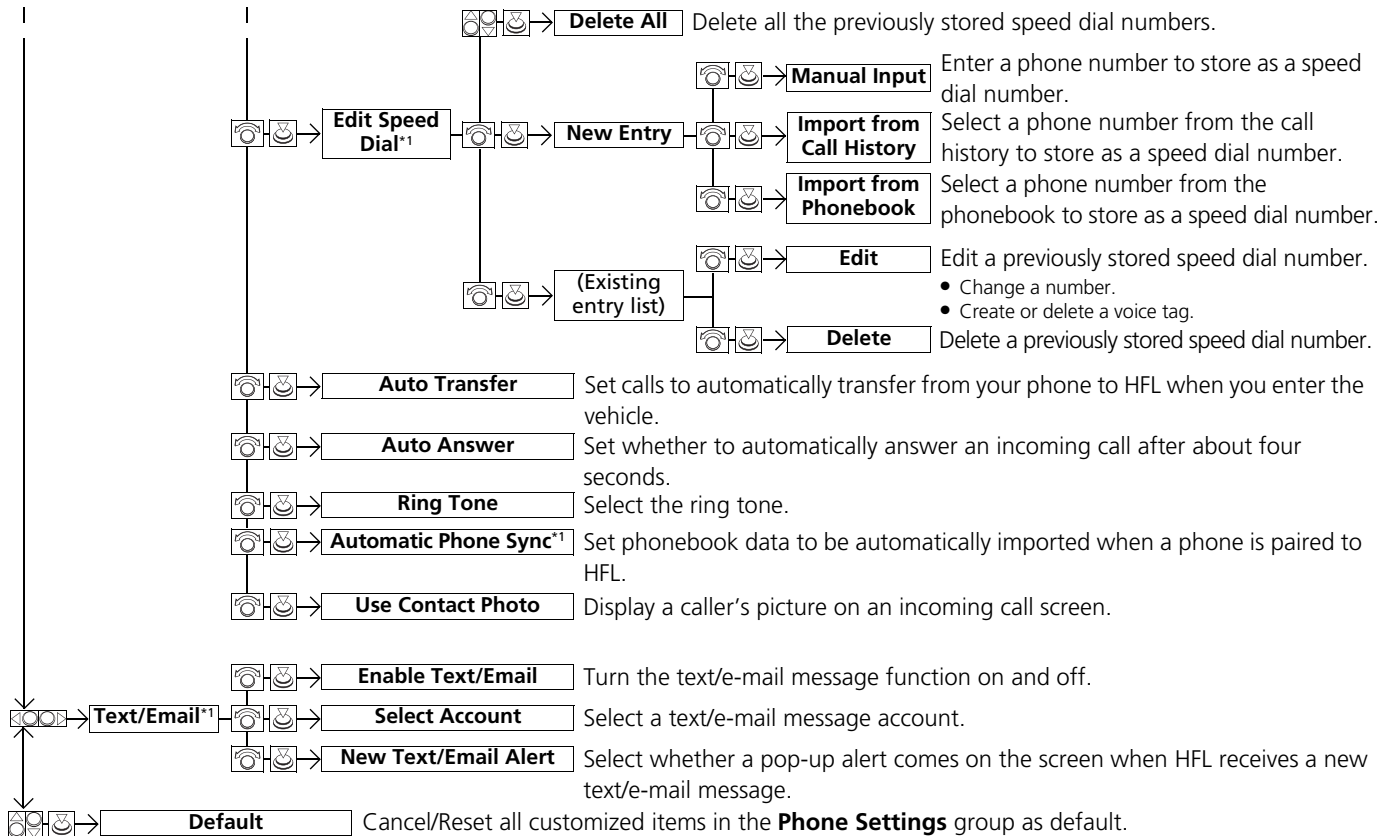 Delete All Delete all the previously stored speed dial numbers.
Manual Input Enter a phone number to store as a speed
dial number.
Edit Speed
Dial*1
New Entry
Import from
Call History
Select a phone number from the call
history to store as a speed dial number.
Import from
Phonebook
Select a phone number from the
phonebook to store as a speed dial number.
(Existing
entry list)
Edit Edit a previously stored speed dial number.
• Change a number.
• Create or delete a voice tag.
Delete Delete a previously stored speed dial number.
Auto Transfer Set calls to automatically transfer from your phone to HFL when you enter the
vehicle.
Auto Answer Set whether to automatically answer an incoming call after about four
seconds.
Ring Tone Select the ring tone.
Automatic Phone Sync*1 Set phonebook data to be automatically imported when a phone is paired to
HFL.
Use Contact Photo Display a caller's picture on an incoming call screen.
Enable Text/Email Turn the text/e-mail message function on and off.
Text/Email*1 Select Account Select a text/e-mail message account.
New Text/Email Alert Select whether a pop-up alert comes on the screen when HFL receives a new
text/e-mail message.
Default Cancel/Reset all customized items in the Phone Settings group as default.